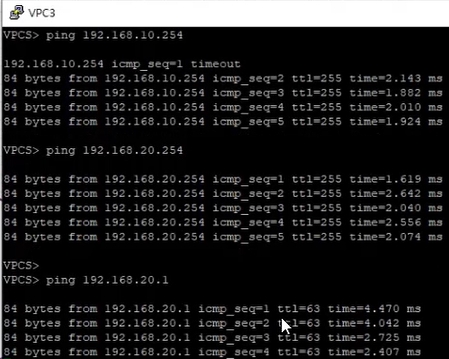 VPC3
VPCS> ping 192.168.10.254
192.168.10.254 icmp_seq=1 timeout
84 bytes from 192.168.10.254 icmp_seq=2 ttl=255 time=2.143 ms
84 bytes from 192.168.10.254 icmp_seq=3 ttl=255 time=1.882 ms
84 bytes from 192.168.10.254 icmp_seq=4 ttl=255 time=2.010 ms
84 bytes from 192.168.10.254 icmp_seq=5 ttl=255 time=1.924 ms
VPCS> ping 192.168.20.254
84 bytes from 192.168.20.254 icmp_seq=1 ttl=255 time=1.619 ms
84 bytes from 192.168.20.254 icmp_seq=2 ttl=255 time=2.642 ms
84 bytes from 192.168.20.254 icmp_seq=3 ttl=255 time=2.040 ms
84 bytes from 192.168.20.254 icmp_seq=4 ttl=255 time=2.556 ms
84 bytes from 192.168.20.254 icmp_seq=5 ttl=255 time=2.074 ms
VPCS>
VPCS> ping 192.168.20.1
84 bytes from 192.168.20.1 icmp_seq=1 ttl=63 time=4.470 ms
84 bytes from 192.168.20.1 icmp_seq=2 ttl=63 time=4.042 ms
84 bytes from 192.168.20.1 icmp_seq=3 ttl=63 time=2.725 ms
84 bytes from 192.168.20.1 icmp_seq=4 ttl=63 time=2.407 ms